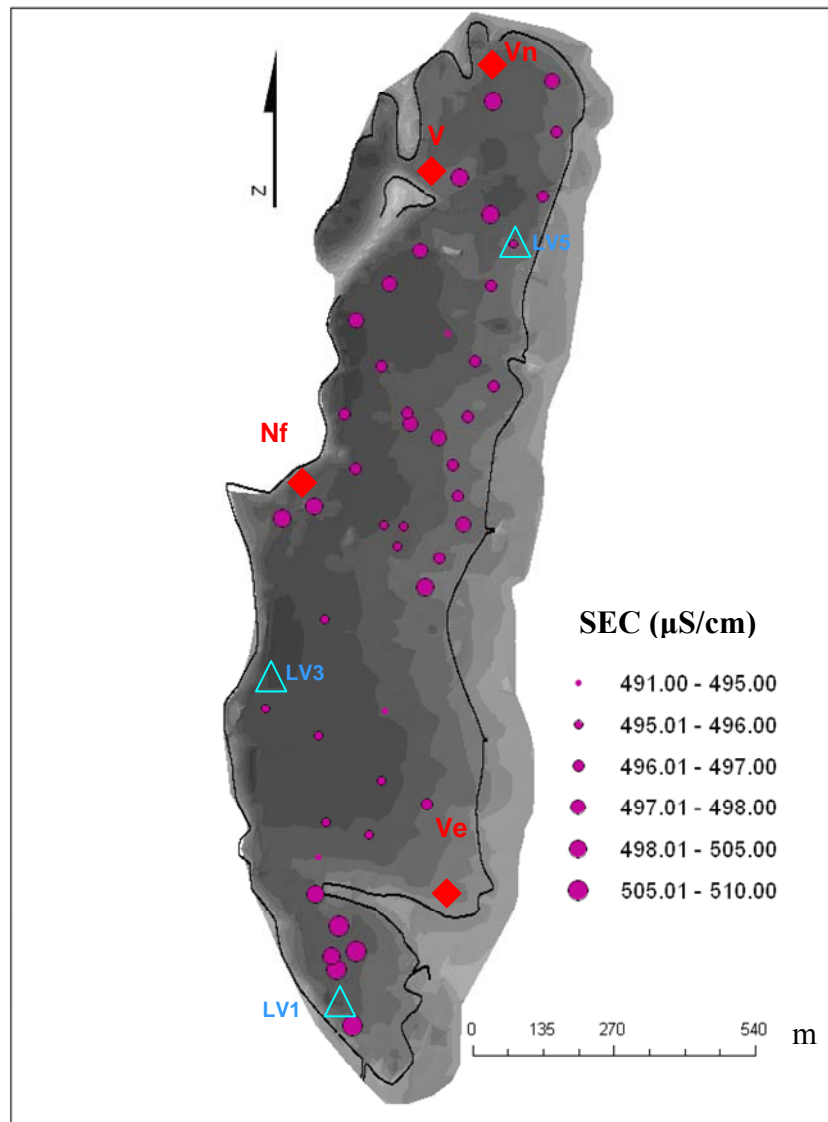 Vn
V
N
LV5
Nf
SEC (µS/cm)
491.00 - 495.00
495.01 - 496.00
496.01 - 497.00
497.01 - 498.00
498.01 - 505.00
505.01 - 510.00
LV3
Ve
LV1
0 135 270 540 m